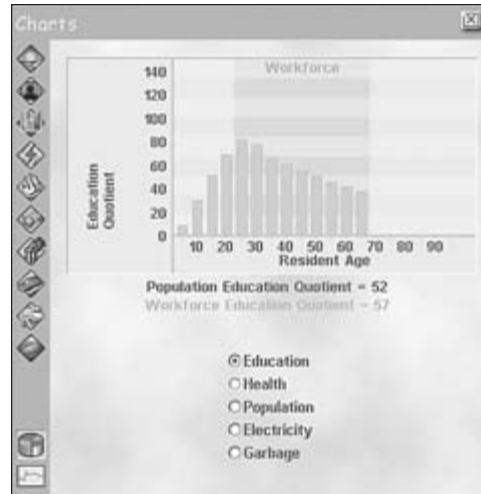 Charts
Workforce
140
120
100
80
60
40
20
0
Education
Quotient
10 20 30 40 50 60 70 80 90
Resident Age
Population Education Quotient = 52
Workforce Education Quotient = 57
Education
Health
Population
Electricity
Garbage